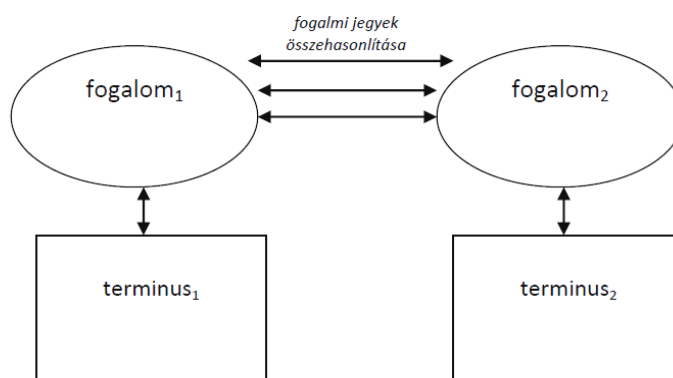 fogalmi jegyek
összehasonlítása
fogalom₁
fogalom₂
terminus₁
terminus₂